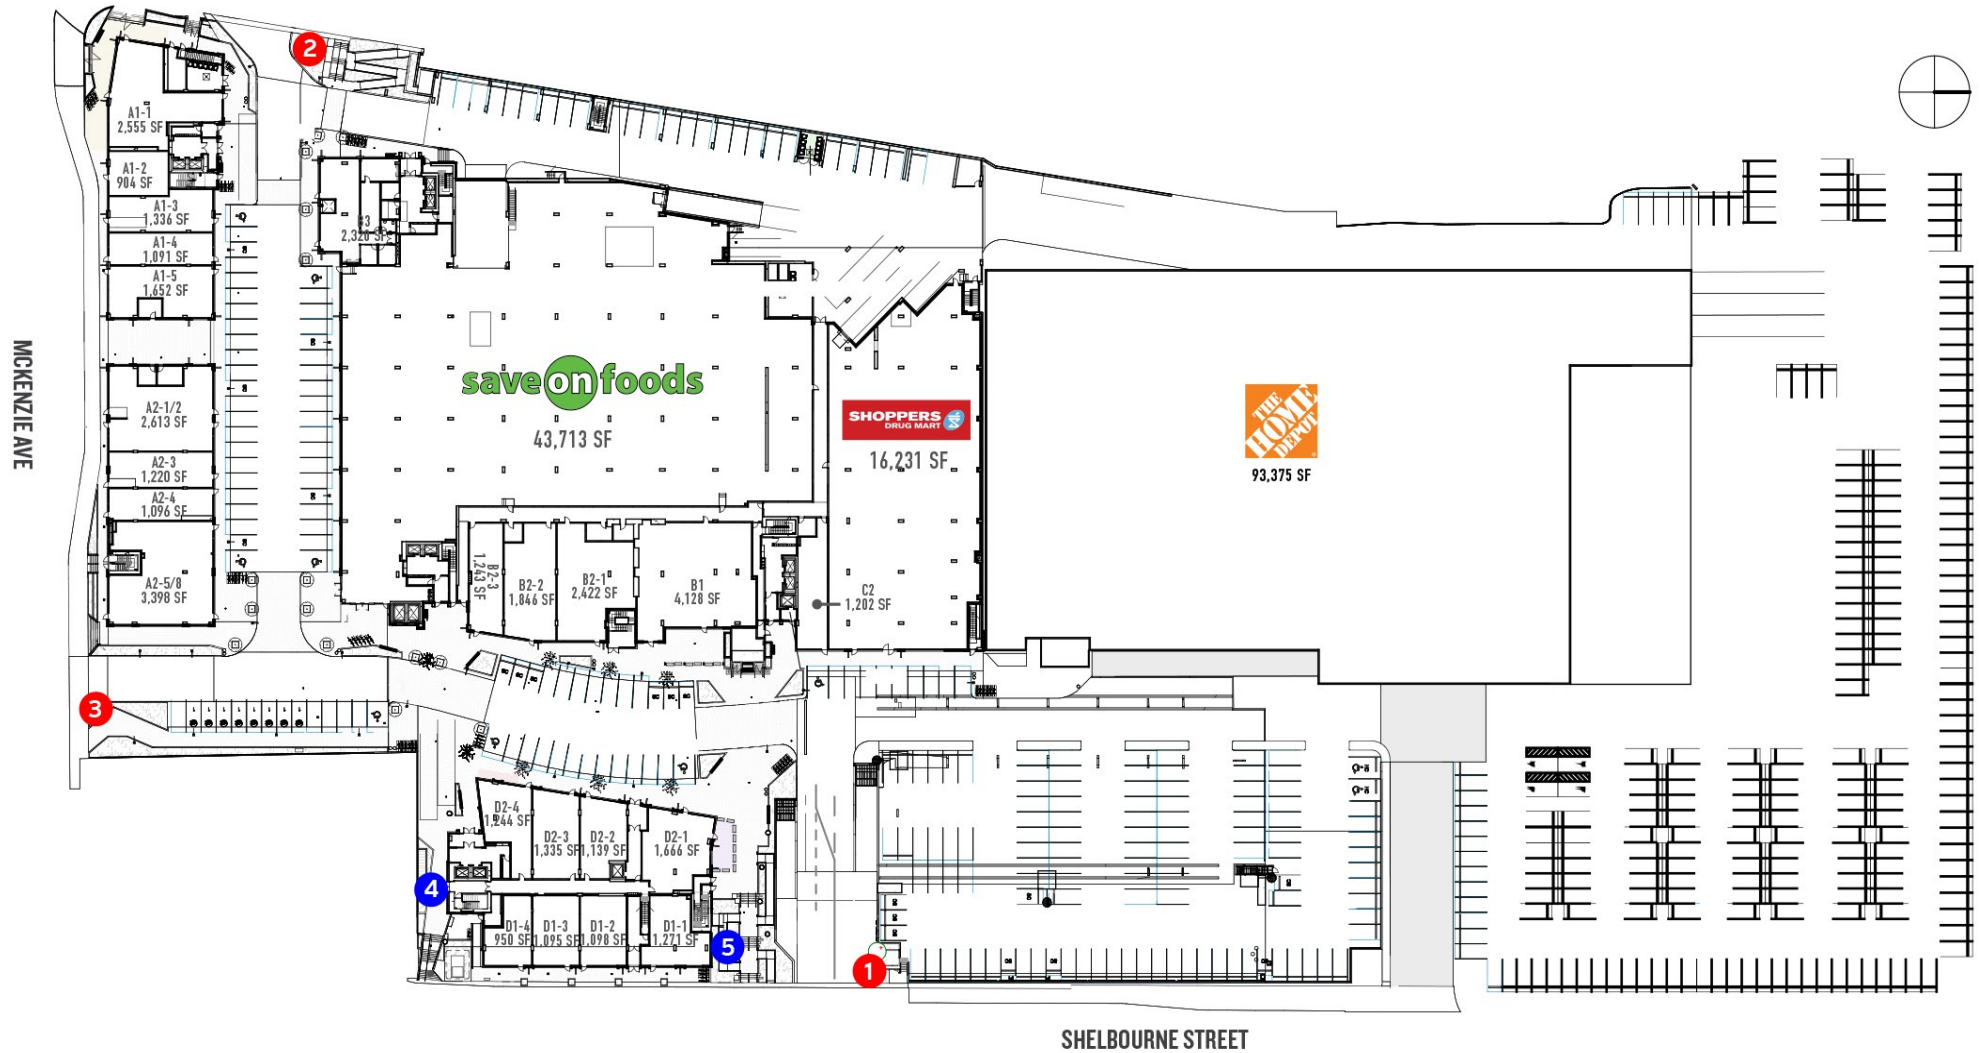 2
A1-1
2,555 SF
A1-2
904 SF
A1-3
1,336 SF
A1-4
1,091 SF
A1-5
1,652 SF
A2-1/2
2,613 SF
A2-3
1,220 SF
A2-4
1,096 SF
A2-5/8
3,398 SF
MCKENZIE AVE
2,320 SF
save on foods
43,713 SF
SHOPPERS
DRUG MART
16,231 SF
THE
HOME
DEPOT
93,375 SF
B2-3
1,243 SF
B2-2
1,846 SF
B2-1
2,422 SF
B1
4,128 SF
C2
1,202 SF
3
D2-4
1,244 SF
D2-3
1,335 SF
D2-2
1,139 SF
D2-1
1,666 SF
4
D1-4
950 SF
D1-3
1,095 SF
D1-2
1,098 SF
D1-1
1,271 SF
5
1
SHELBOURNE STREET